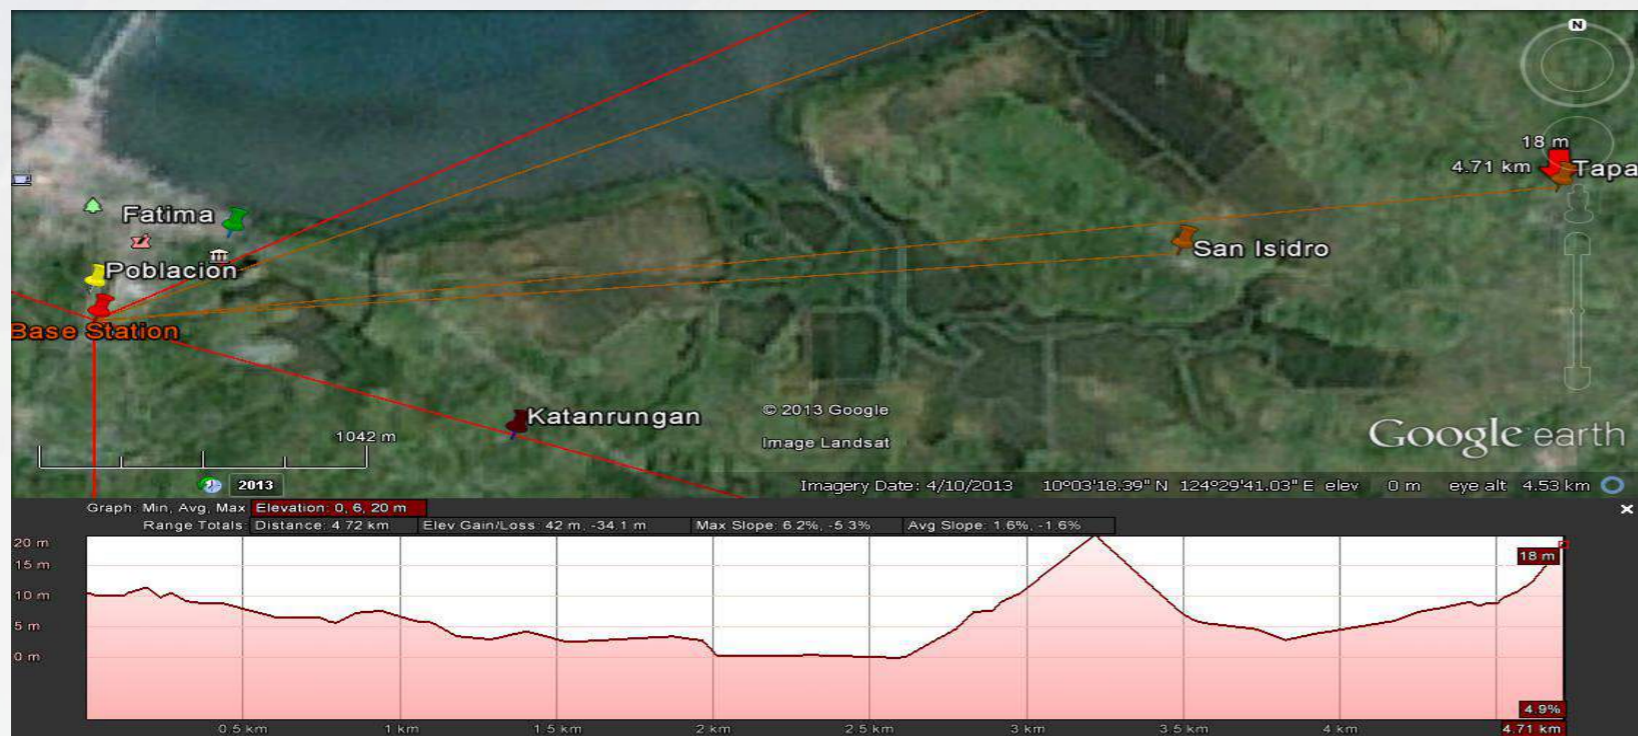 N
18 m
4.71 km
Tapa
Fatima
San Isidro
Poblacion
Base Station
Katanrungan
© 2013 Google
1042 m
Image Landsat
Google earth
2013
Imagery Date: 4/10/2013 10°03'18.39" N 124°29'41.03" E elev 0 m eye alt 4.53 km
Graph: Min, Avg, Max Elevation: 0, 6, 20 m
Range Totals: Distance: 4.72 km Elev Gain/Loss: 42 m, -34.1 m Max Slope: 6.2%, -5.3% Avg Slope: 1.6%, -1.6%
20 m
15 m
18 m
10 m
5 m
0 m
4.9%
0.5 km 1 km 1.5 km 2 km 2.5 km 3 km 3.5 km 4 km 4.71 km